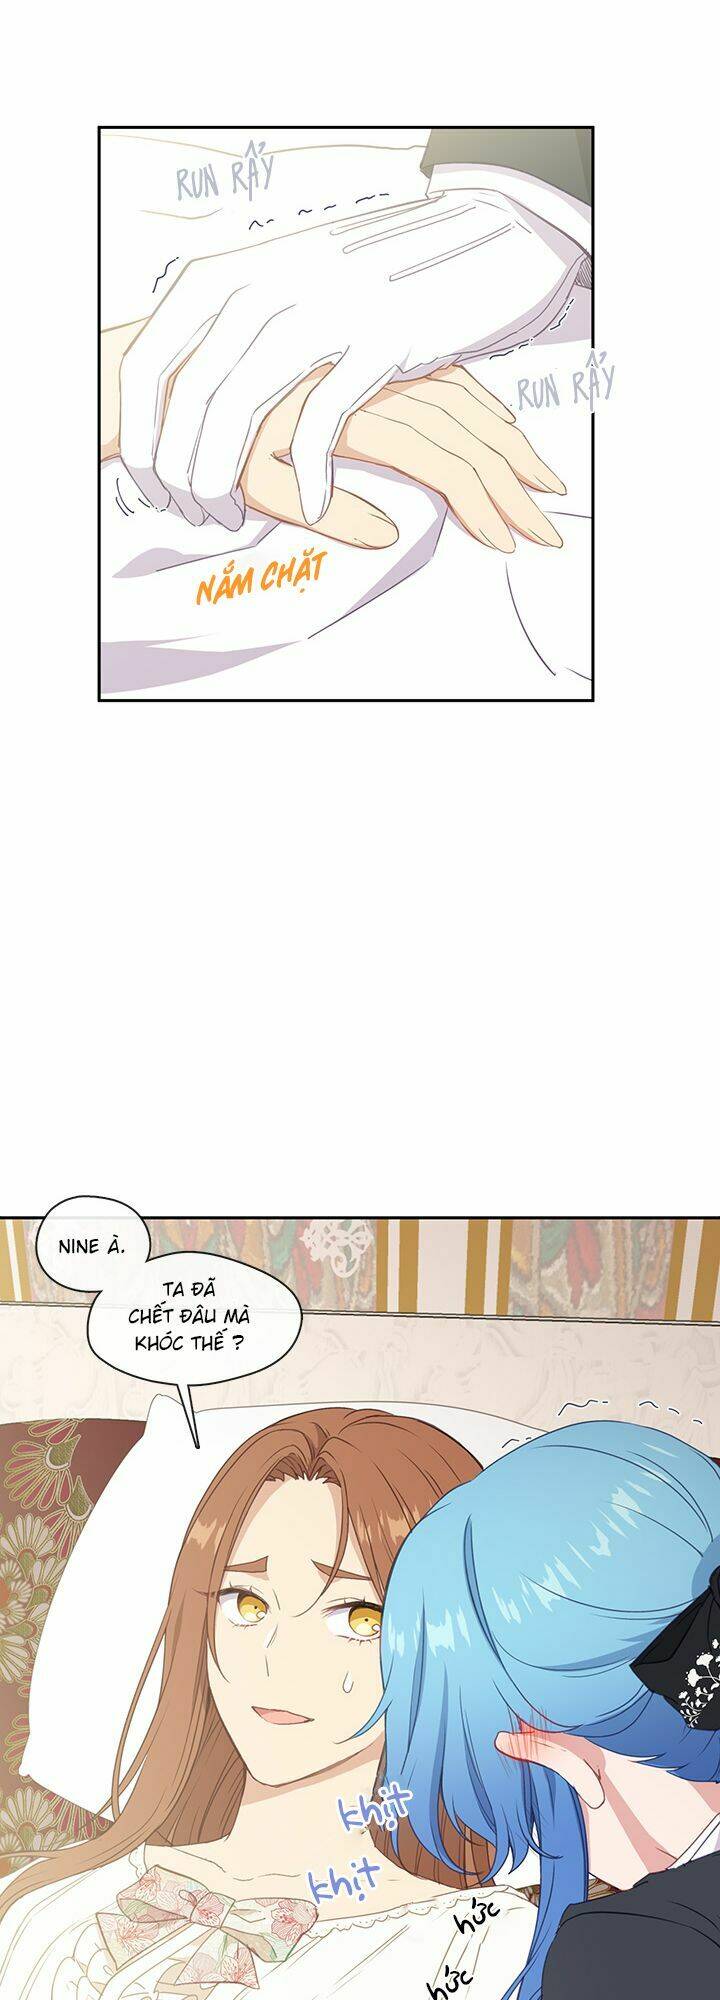 RUN RẨY
RUN RẨY
NẮM CHẶT
NINE À.
TA ĐÃ
CHẾT ĐÂU MÀ
KHÓC THẾ ?
khịt
khịt
hức
hức